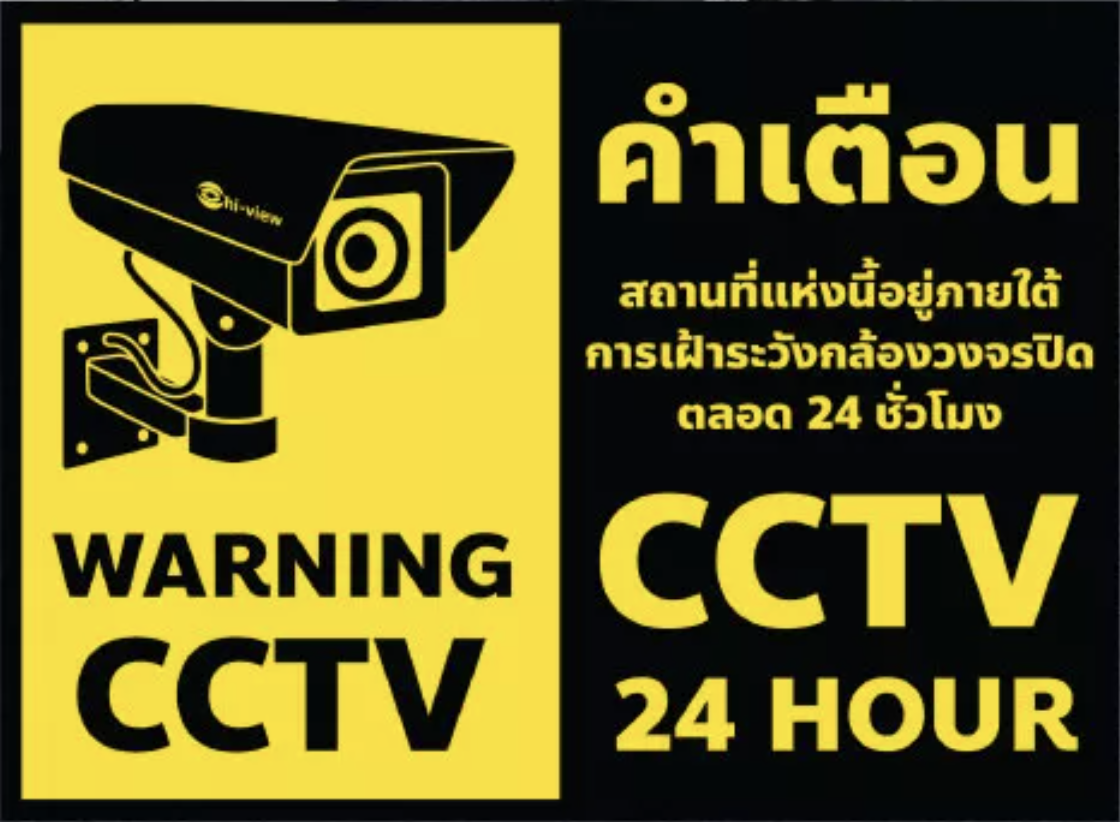 hi-view
WARNING
CCTV
คำเตือน
สถานที่แห่งนี้อยู่ภายใต้
การเฝ้าระวังกล้องวงจรปิด
ตลอด 24 ชั่วโมง
CCTV
24 HOUR